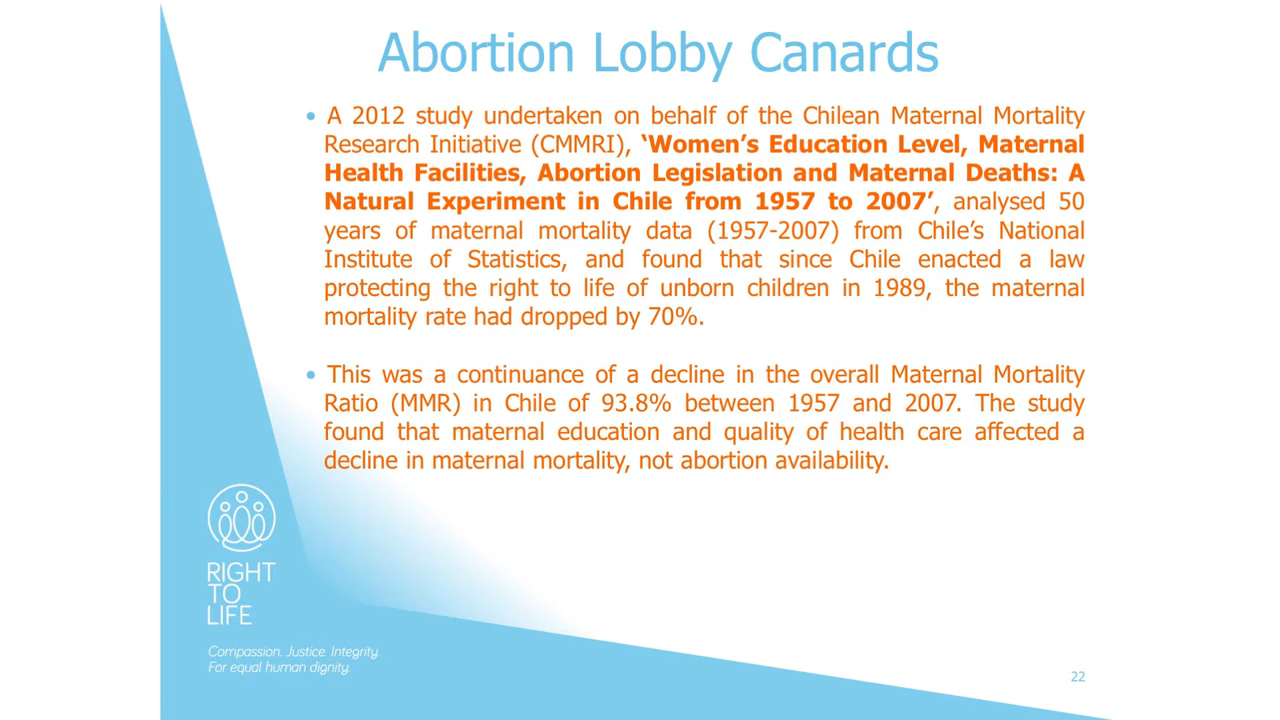 Abortion Lobby Canards
• A 2012 study undertaken on behalf of the Chilean Maternal Mortality
Research Initiative (CMMRI), ‘Women’s Education Level, Maternal
Health Facilities, Abortion Legislation and Maternal Deaths: A
Natural Experiment in Chile from 1957 to 2007’, analysed 50
years of maternal mortality data (1957-2007) from Chile’s National
Institute of Statistics, and found that since Chile enacted a law
protecting the right to life of unborn children in 1989, the maternal
mortality rate had dropped by 70%.
• This was a continuance of a decline in the overall Maternal Mortality
Ratio (MMR) in Chile of 93.8% between 1957 and 2007. The study
found that maternal education and quality of health care affected a
decline in maternal mortality, not abortion availability.
RIGHT
TO
LIFE
Compassion. Justice. Integrity.
For equal human dignity.
22